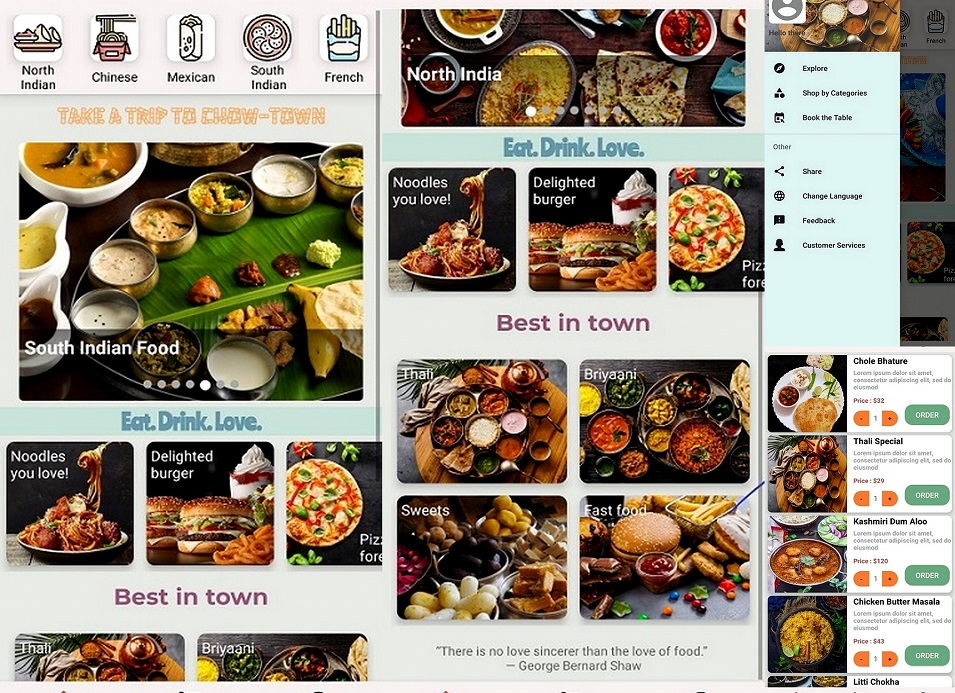 North
Indian
Chinese
Mexican
South
Indian
French
TAKE A TRIP TO CHOW-TOWN
South Indian Food
Eat. Drink. Love.
Noodles
you love!
Delighted
burger
Piz
fore
Best in town
Thali
Briyaani
North India
Eat. Drink. Love.
Noodles
you love!
Delighted
burger
Piz
fore
Best in town
Thali
Briyaani
Sweets
Fast food
“There is no love sincerer than the love of food.”
— George Bernard Shaw
Hello there
Explore
Shop by Categories
Book the Table
Other
Share
Change Language
Feedback
Customer Services
French
Piz
fore
Chole Bhature
Lorem ipsum dolor sit amet,
consectetur adipiscing elit, sed do
eiusmod
Price : $32
- 1 + ORDER
Thali Special
Lorem ipsum dolor sit amet,
consectetur adipiscing elit, sed do
eiusmod
Price : $29
- 1 + ORDER
Kashmiri Dum Aloo
Lorem ipsum dolor sit amet,
consectetur adipiscing elit, sed do
eiusmod
Price : $120
- 1 + ORDER
Chicken Butter Masala
Lorem ipsum dolor sit amet,
consectetur adipiscing elit, sed do
eiusmod
Price : $43
- 1 + ORDER
Litti Chokha